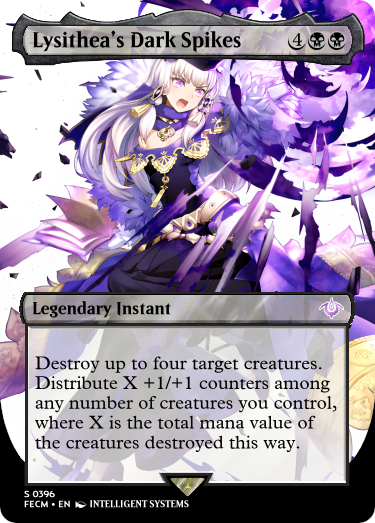 Lysithea's Dark Spikes 4
Legendary Instant
Destroy up to four target creatures.
Distribute X +1/+1 counters among
any number of creatures you control,
where X is the total mana value of
the creatures destroyed this way.
S 0396
FECM • EN INTELLIGENT SYSTEMS